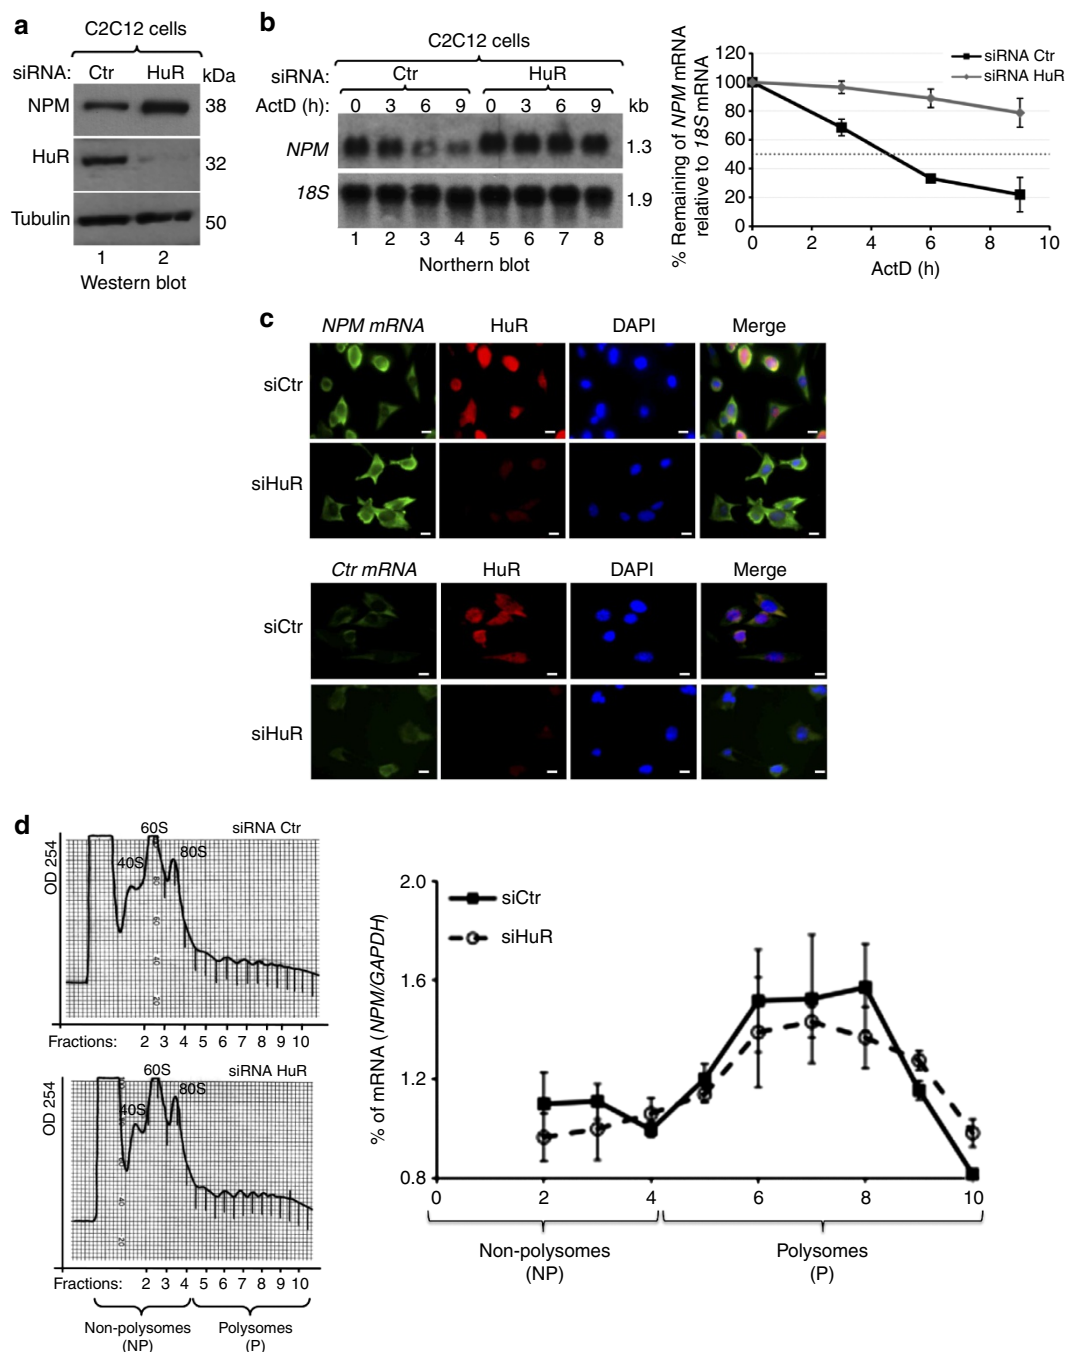 a
C2C12 cells
siRNA: Ctr HuR kDa
NPM 38
HuR 32
Tubulin 50
1 2
Western blot
b
C2C12 cells
siRNA: Ctr HuR
ActD (h): 0 3 6 9 0 3 6 9 kb
NPM 1.3
18S 1.9
1 2 3 4 5 6 7 8
Northern blot
% Remaining of NPM mRNA
relative to 18S mRNA
120
100
80
60
40
20
0
0 2 4 6 8 10
ActD (h)
siRNA Ctr
siRNA HuR
c
NPM mRNA HuR DAPI Merge
siCtr
siHuR
Ctr mRNA HuR DAPI Merge
siCtr
siHuR
d
OD 254
60S
siRNA Ctr
40S
80S
80
60
40
20
Fractions: 2 3 4 5 6 7 8 9 10
OD 254
60S
siRNA HuR
40S
80S
40
20
Fractions: 2 3 4 5 6 7 8 9 10
Non-polysomes
(NP)
Polysomes
(P)
% of mRNA (NPM/GAPDH)
2.0
1.6
1.2
0.8
siCtr
siHuR
0 2 4 6 8 10
Non-polysomes
(NP)
Polysomes
(P)